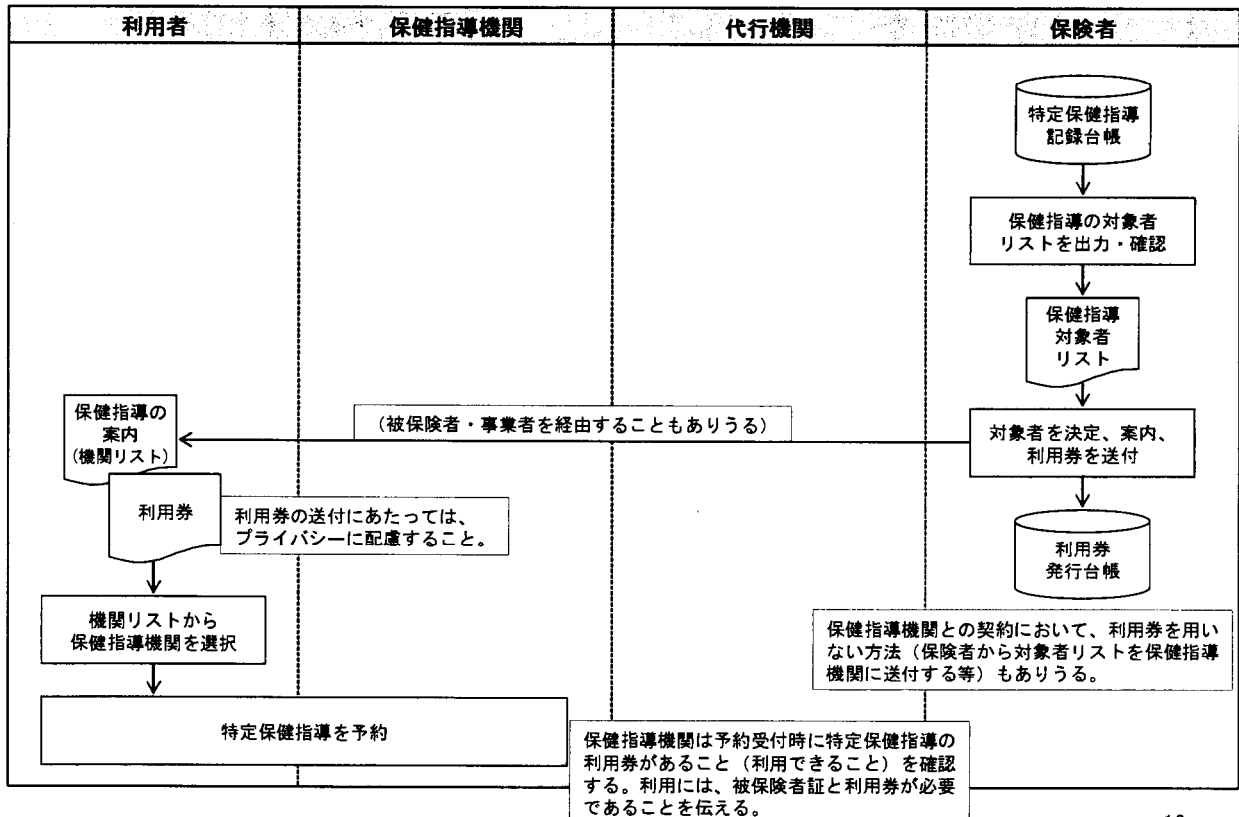 利用者
保健指導機関
代行機関
保険者
特定保健指導
記録台帳
保健指導の対象者
リストを出力・確認
保健指導
対象者
リスト
対象者を決定、案内、
利用券を送付
(被保険者・事業者を経由することもありうる)
保健指導の
案内
(機関リスト)
利用券
利用券の送付にあたっては、
プライバシーに配慮すること。
利用券
発行台帳
機関リストから
保健指導機関を選択
保健指導機関との契約において、利用券を用い
ない方法(保険者から対象者リストを保健指導
機関に送付する等)もありうる。
特定保健指導を予約
保健指導機関は予約受付時に特定保健指導の
利用券があること(利用できること)を確認
する。利用には、被保険者証と利用券が必要
であることを伝える。